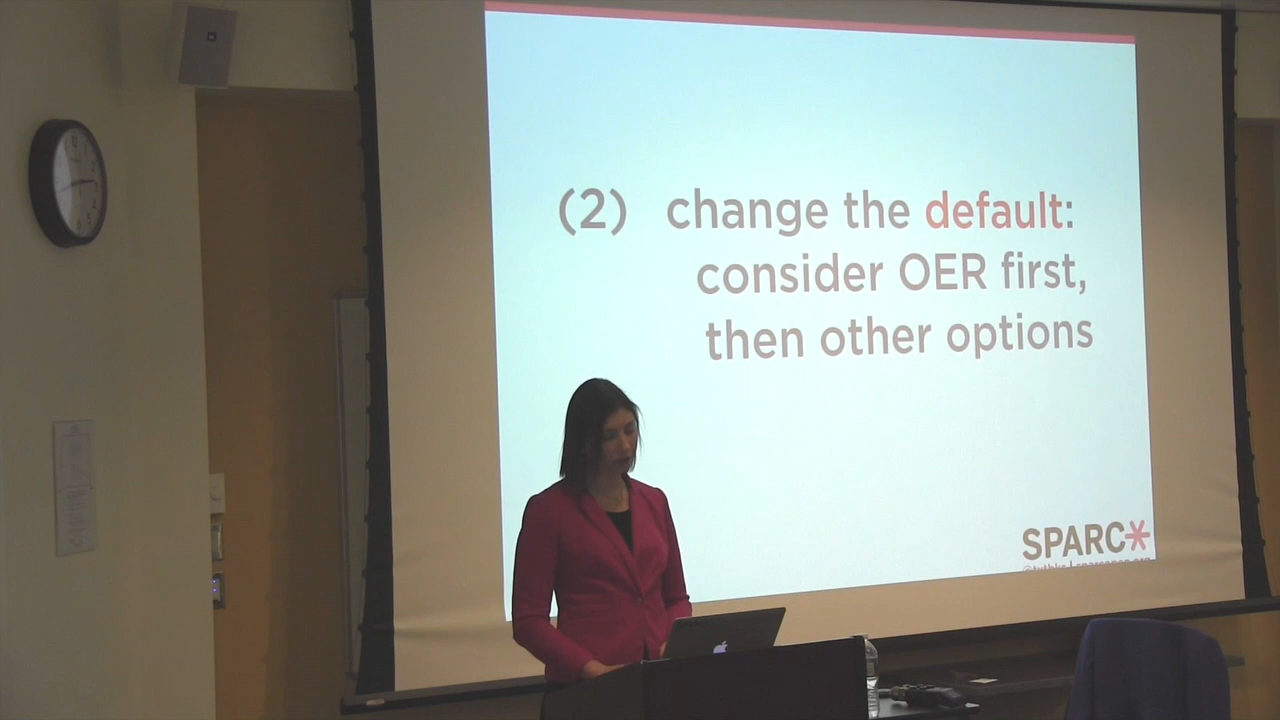 (2) change the default:
consider OER first,
then other options
SPARC